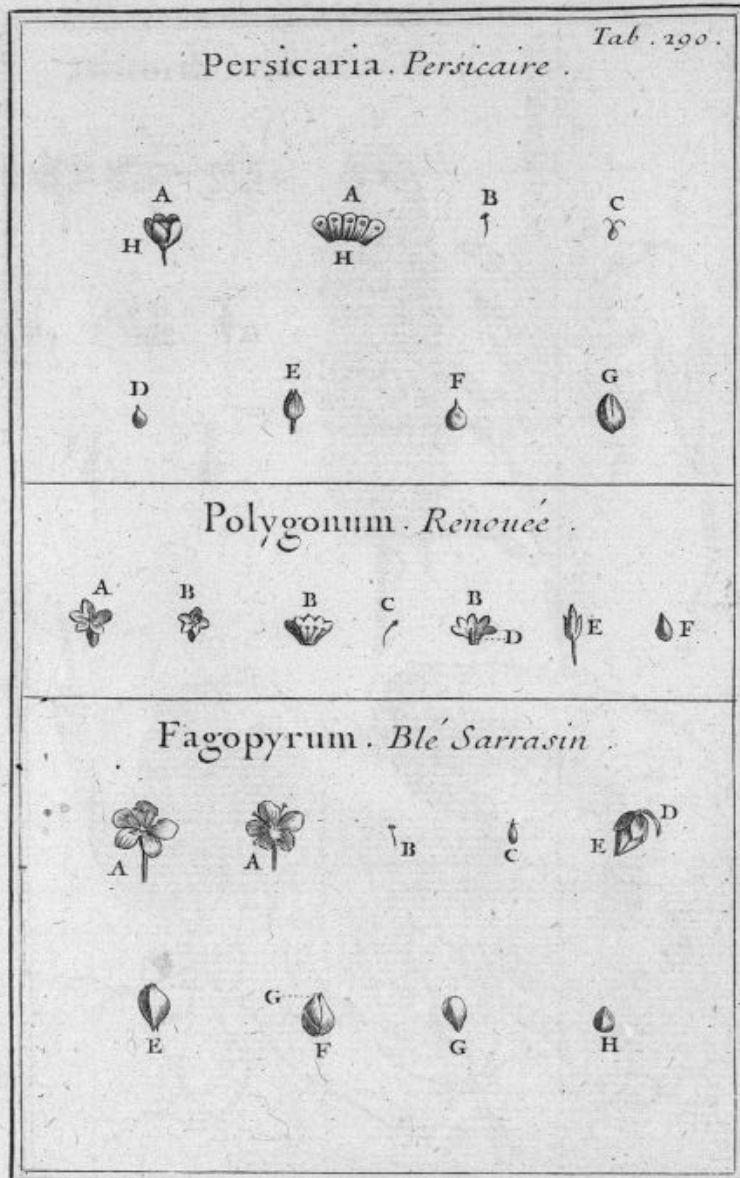 Tab. 290.
Persicaria. Persicaire.
A A B C
H H
D E F G
Polygonum. Renouée.
A B B C B
D E F
Fagopyrum. Blé Sarrasin.
D
A A B C E
G
E F G H